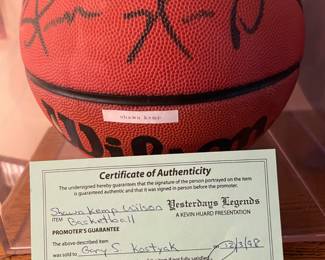 shawn kemp
Wilson
Certificate of Authenticity
The undersigned hereby guarantees that the signature of the person portrayed on the item
is guaranteed authentic and that it was signed in person before the promoter.
Shawn Kemp Wilson
ITEM Basketball
Yesterdays Legends
A KEVIN HUARD PRESENTATION
PROMOTER'S GUARANTEE
The above described item
was sold to Gary S Kostyak on 12/3/98
satisfied